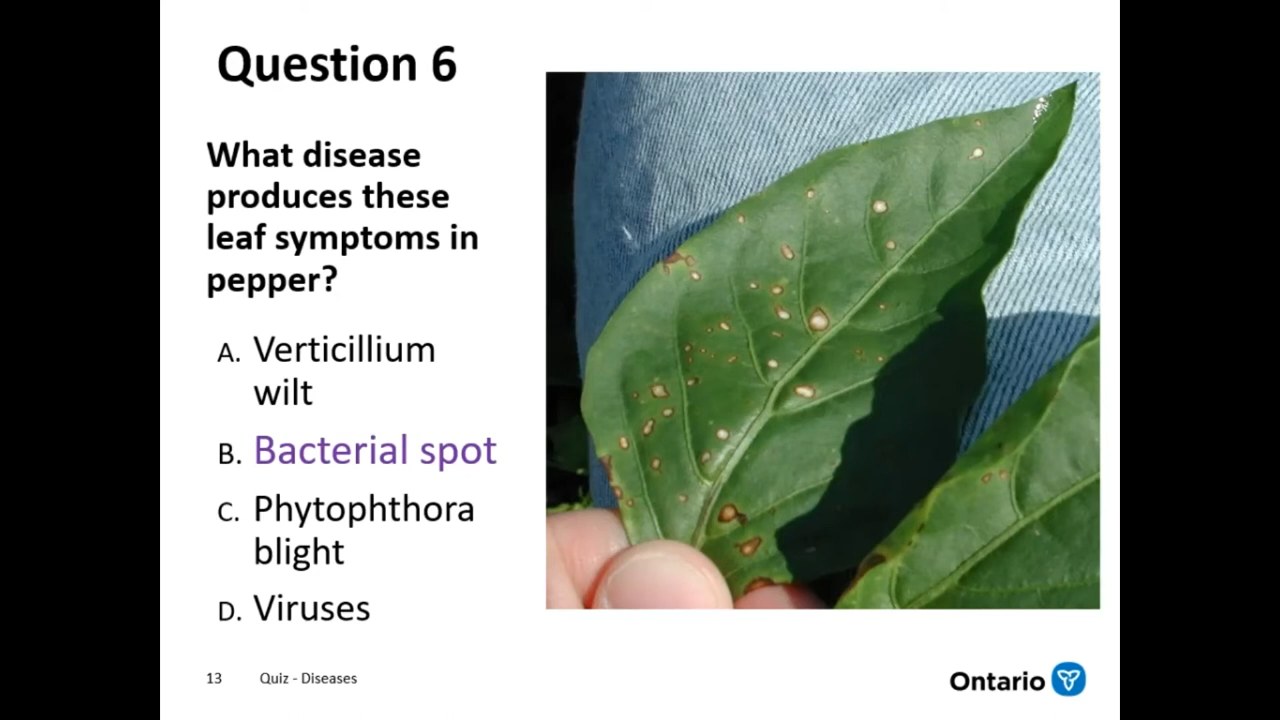 Question 6
What disease
produces these
leaf symptoms in
pepper?
A. Verticillium
wilt
B. Bacterial spot
C. Phytophthora
blight
D. Viruses
13 Quiz - Diseases
Ontario